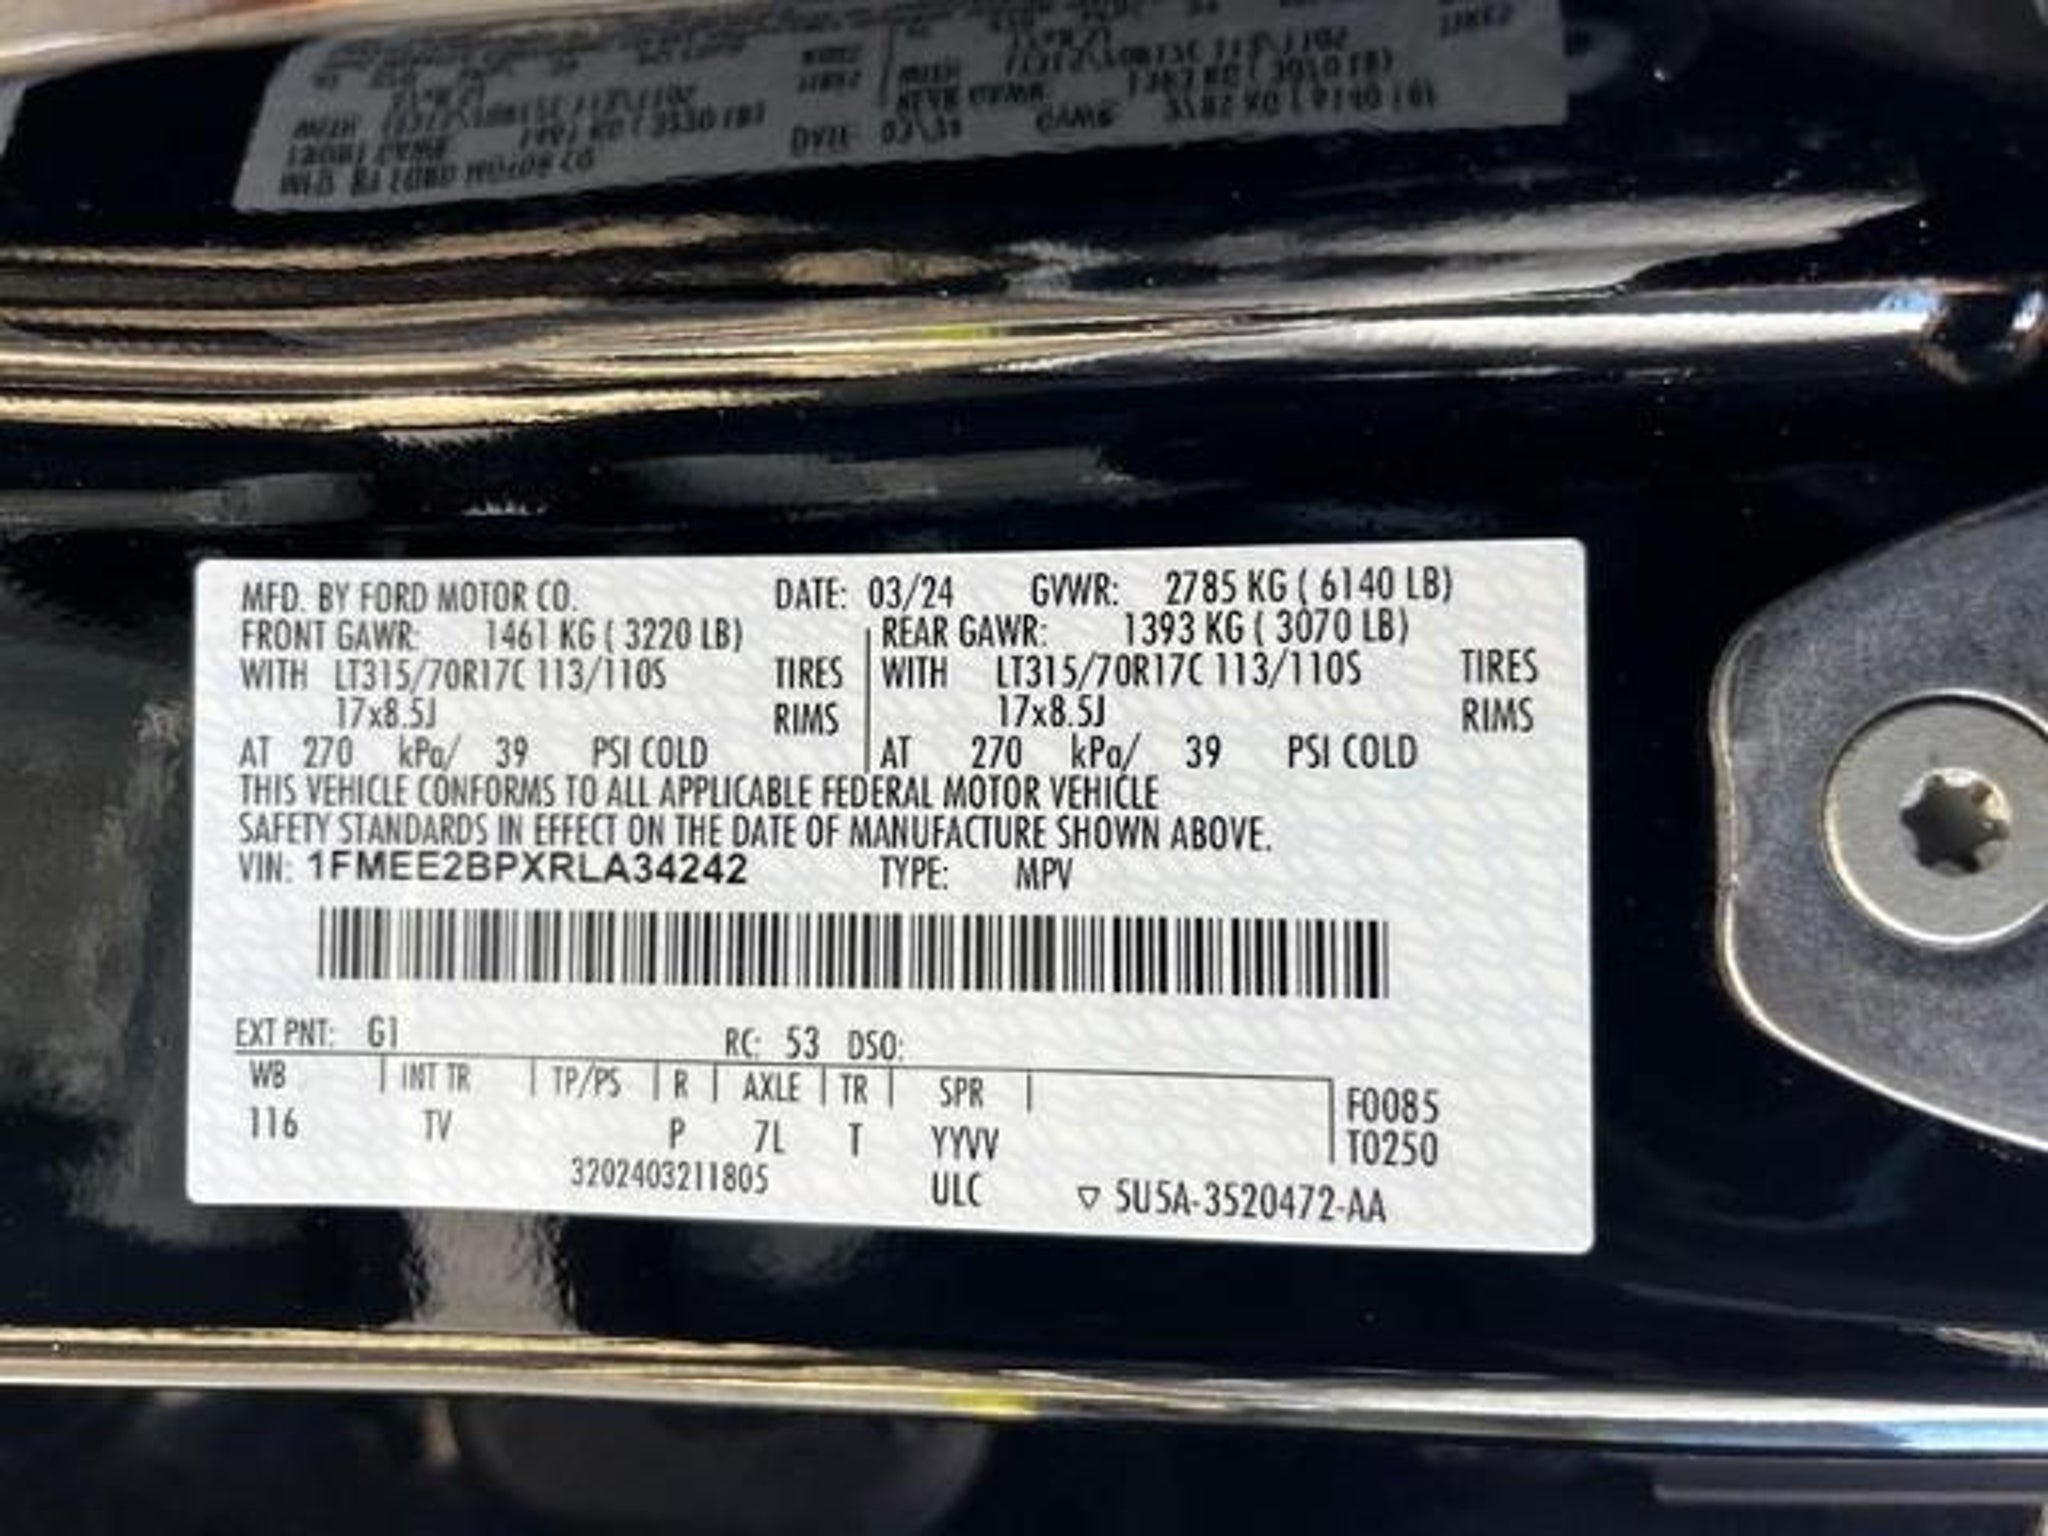 MFD. BY FORD MOTOR CO. DATE: 03/24 GVWR: 2785 KG ( 6140 LB)
FRONT GAWR: 1461 KG ( 3220 LB) REAR GAWR: 1393 KG ( 3070 LB)
WITH LT315/70R17C 113/110S TIRES WITH LT315/70R17C 113/110S TIRES
17x8.5J RIMS 17x8.5J RIMS
AT 270 kPa/ 39 PSI COLD AT 270 kPa/ 39 PSI COLD
THIS VEHICLE CONFORMS TO ALL APPLICABLE FEDERAL MOTOR VEHICLE
SAFETY STANDARDS IN EFFECT ON THE DATE OF MANUFACTURE SHOWN ABOVE.
VIN: 1FMEE2BPXRLA34242 TYPE: MPV
EXT PNT: G1 RC: 53 DSO:
WB INT TR TP/PS R AXLE TR SPR F0085
116 TV P 7L T YYVV T0250
3202403211805 ULC ▽ 5U5A-3520472-AA